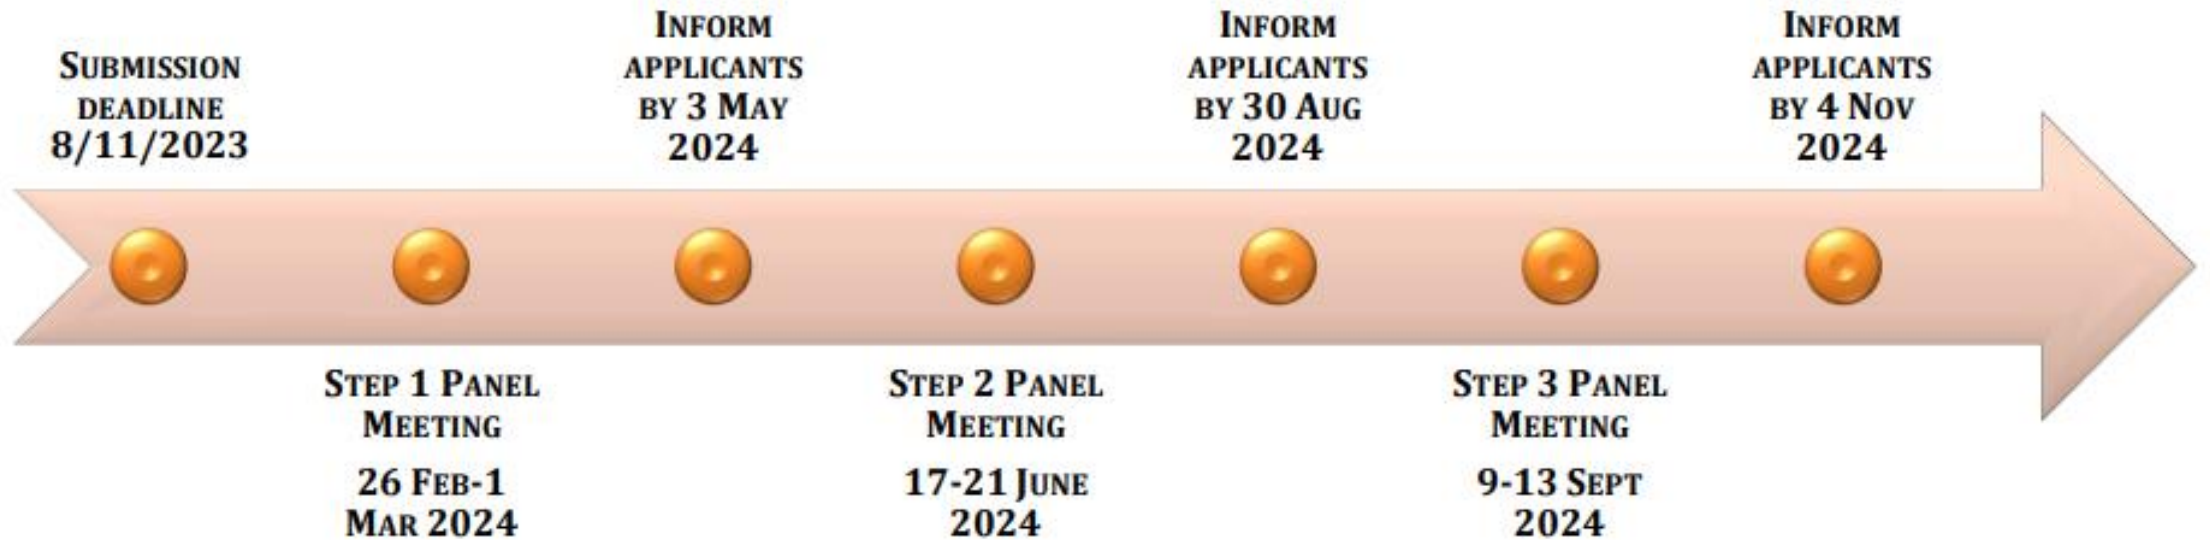 Submission
deadline
8/11/2023
Step 1 Panel
Meeting
26 Feb-1
Mar 2024
Inform
applicants
by 3 May
2024
Step 2 Panel
Meeting
17-21 June
2024
Inform
applicants
by 30 Aug
2024
Step 3 Panel
Meeting
9-13 Sept
2024
Inform
applicants
by 4 Nov
2024